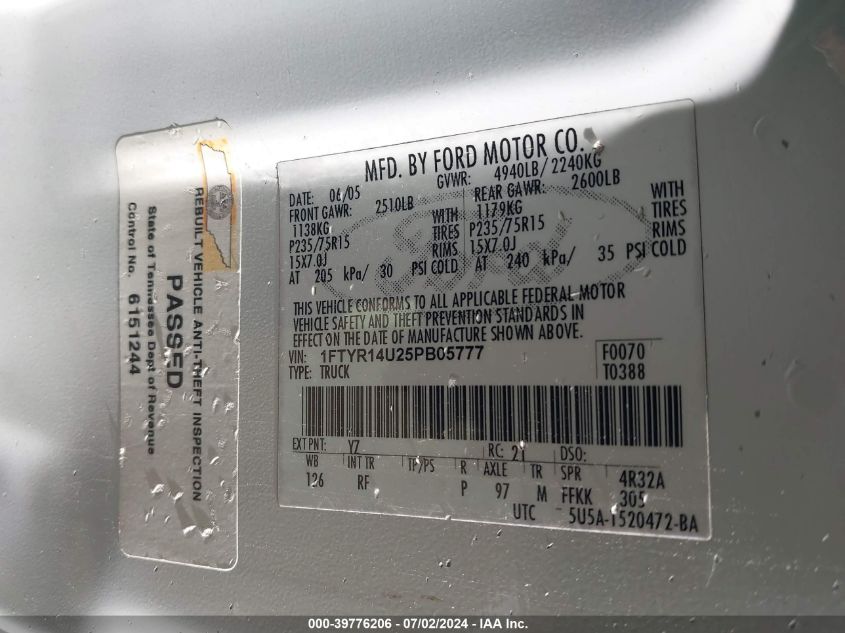 REBUILT VEHICLE ANTI-THEFT INSPECTION
PASSED
State of Tennessee Dept of Revenue
Control No. 6151244
MFD. BY FORD MOTOR CO.
DATE: 06/05 GVWR: 4940LB/ 2240KG
FRONT GAWR: 2510LB REAR GAWR: 2600LB
1138KG WITH 1179KG WITH
P235/75R15 TIRES P235/75R15 TIRES
15X7.0J RIMS 15X7.0J RIMS
AT 205 kPa/ 30 PSI COLD AT 240 kPa/ 35 PSI COLD
THIS VEHICLE CONFORMS TO ALL APPLICABLE FEDERAL MOTOR
VEHICLE SAFETY AND THEFT PREVENTION STANDARDS IN
EFFECT ON THE DATE OF MANUFACTURE SHOWN ABOVE.
VIN: 1FTYR14U25PB05777 F0070
TYPE: TRUCK T0388
EXT PNT: YZ RC: 21 DSO:
WB INT TR TP/PS R AXLE TR SPR 4R32A
126 RF P 97 M FFKK 305
UTC 5U5A-1520472-BA
000-39776206 - 07/02/2024 - IAA Inc.